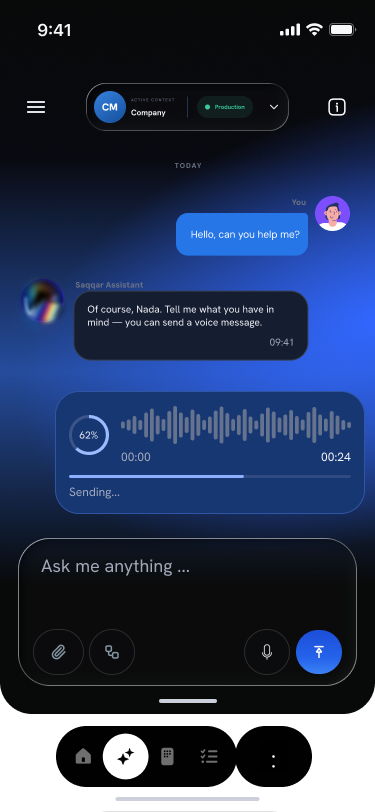 9:41
CM
ACTIVE CONTEXT
Company
Production
TODAY
You
Hello, can you help me?
Saqqar Assistant
Of course, Nada. Tell me what you have in
mind — you can send a voice message.
09:41
62%
00:00
00:24
Sending...
Ask me anything ...